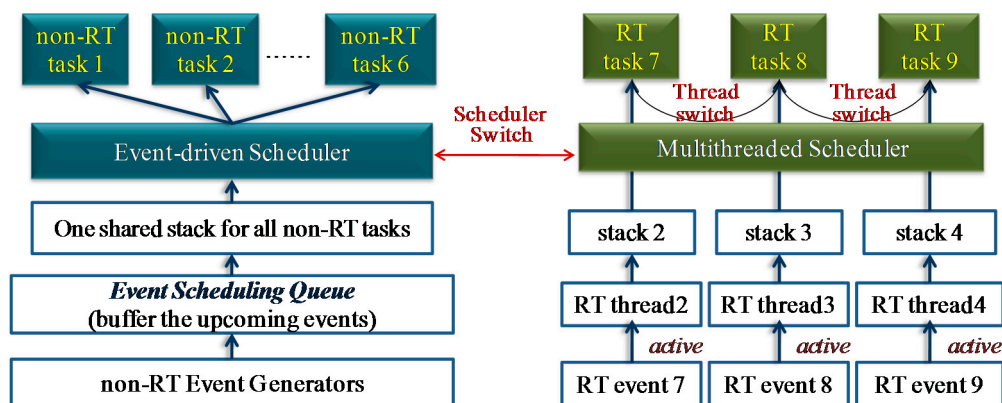 non-RT
task 1
non-RT
task 2
........
non-RT
task 6
Event-driven Scheduler
One shared stack for all non-RT tasks
Event Scheduling Queue
(buffer the upcoming events)
non-RT Event Generators
Scheduler
Switch
RT
task 7
RT
task 8
RT
task 9
Thread
switch
Thread
switch
Multithreaded Scheduler
stack 2
stack 3
stack 4
RT thread2
RT thread3
RT thread4
active
active
active
RT event 7
RT event 8
RT event 9